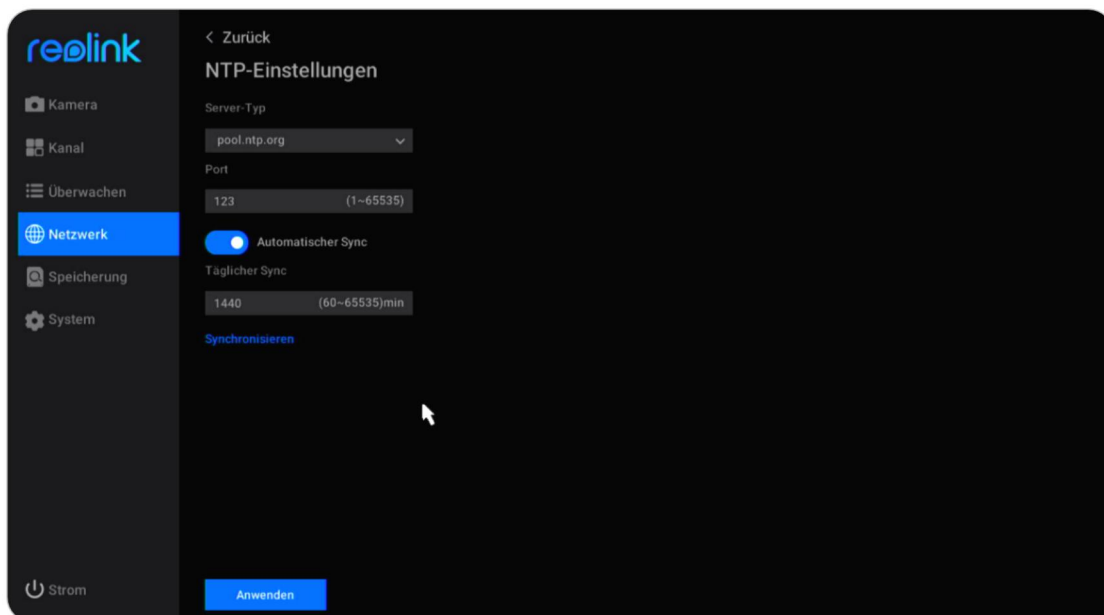 reolink
Kamera
Kanal
Überwachen
Netzwerk
Speicherung
System
Strom
< Zurück
NTP-Einstellungen
Server-Typ
pool.ntp.org
Port
123 (1~65535)
Automatischer Sync
Täglicher Sync
1440 (60~65535)min
Synchronisieren
Anwenden